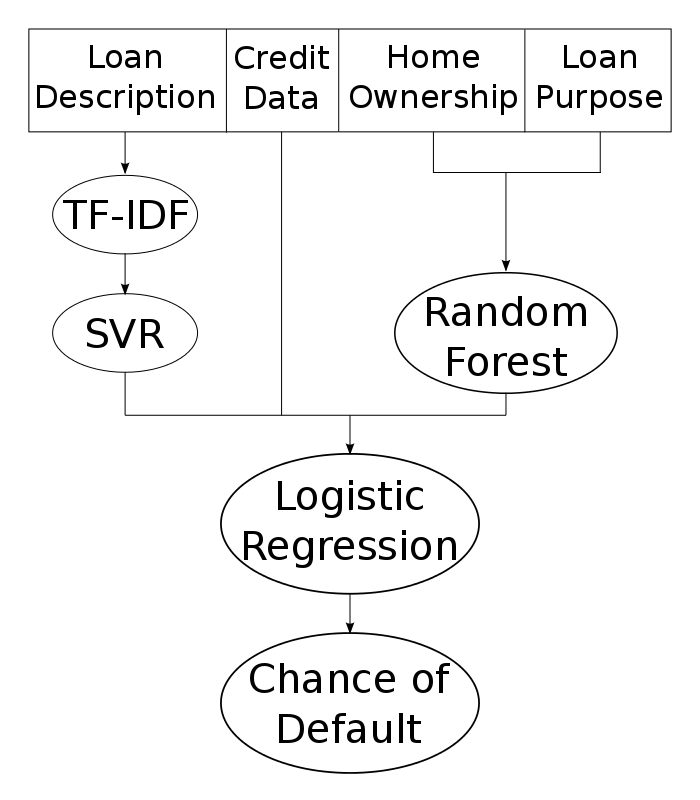 Loan
Description
Credit
Data
Home
Ownership
Loan
Purpose
TF-IDF
SVR
Random
Forest
Logistic
Regression
Chance of
Default